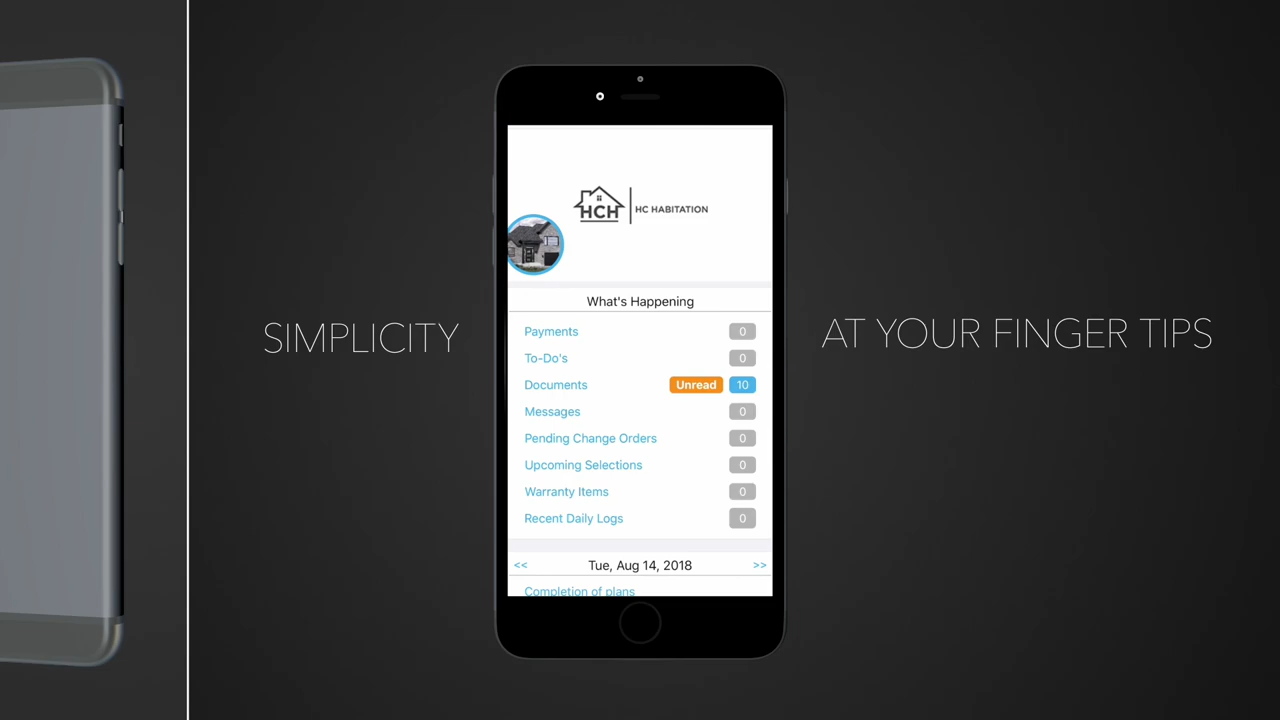 HCH HC HABITATION
What's Happening
SIMPLICITY
AT YOUR FINGER TIPS
Payments 0
To-Do's 0
Documents Unread 10
Messages 0
Pending Change Orders 0
Upcoming Selections 0
Warranty Items 0
Recent Daily Logs 0
<< Tue, Aug 14, 2018 >>
Completion of plans